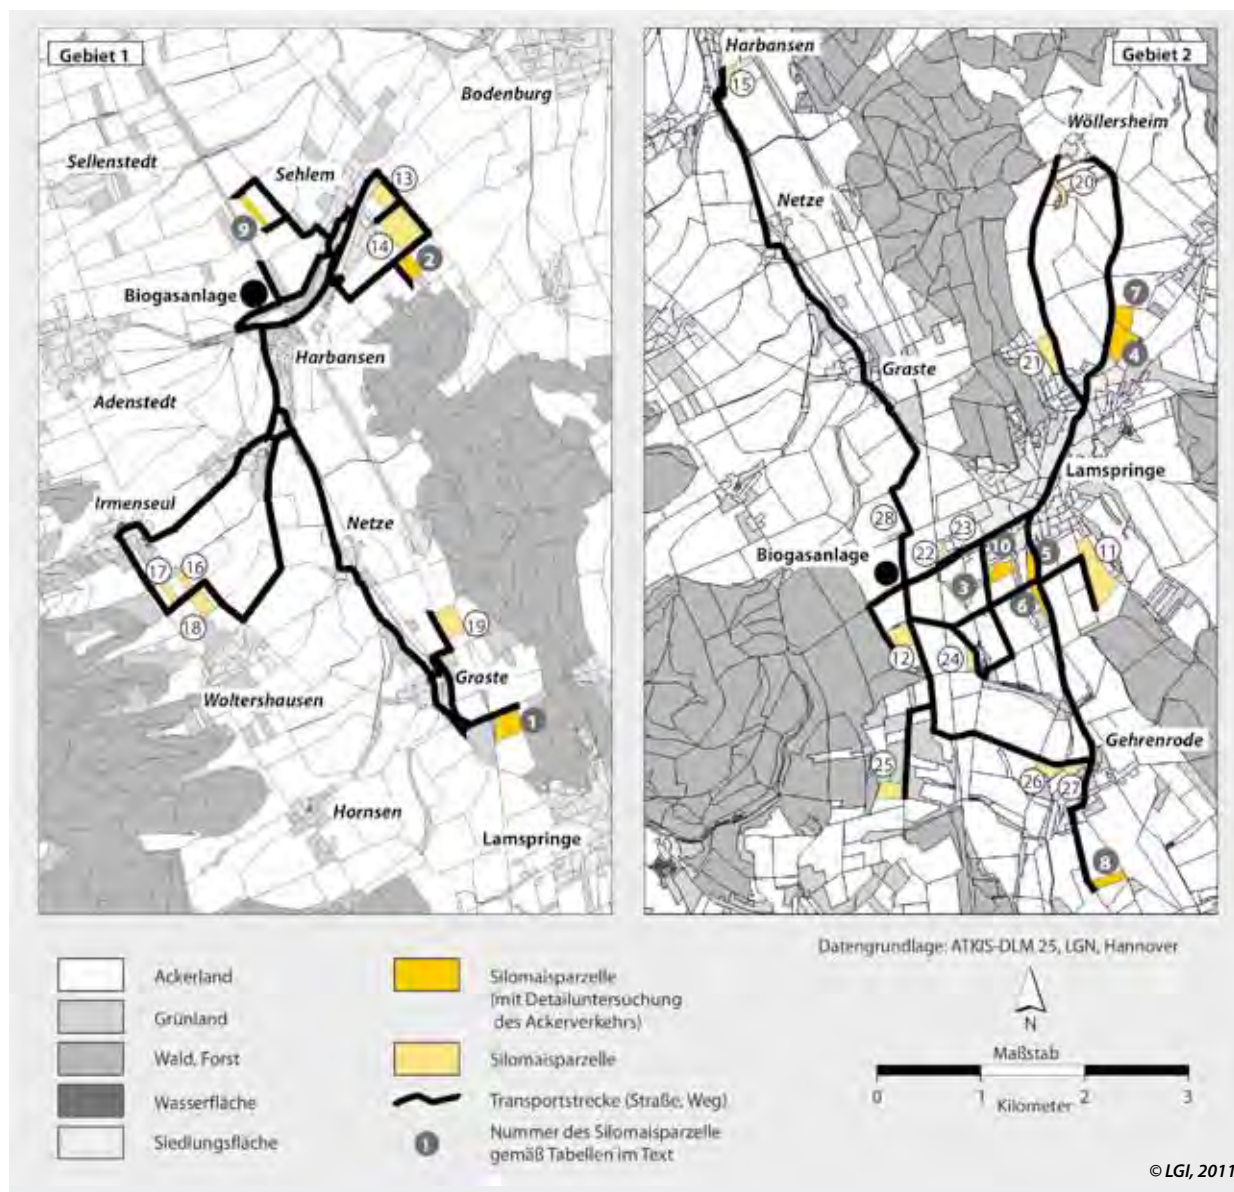 Gebiet 1
Bodenburg
Sellenstedt
Sehlem
13
9
14
2
Biogasanlage
Harbansen
Adenstedt
Irmenseul
Netze
17
16
18
19
Graste
Woltershausen
1
Hornsen
Lamspringe
Harbansen
Gebiet 2
15
Wöllersheim
20
Netze
7
21
4
Graste
Lamspringe
28
23
22
10
5
11
Biogasanlage
3
6
12
24
Gehrenrode
25
26
27
8
Datengrundlage: ATKIS-DLM 25, LGN, Hannover
Ackerland
Grünland
Wald, Forst
Wasserfläche
Siedlungsfläche
Silomaisparzelle
(mit Detailuntersuchung
des Ackerverkehrs)
Silomaisparzelle
Transportstrecke (Straße, Weg)
1
Nummer des Silomaisparzelle
gemäß Tabellen im Text
N
Maßstab
0 1 2 3
Kilometer
© LGI, 2011